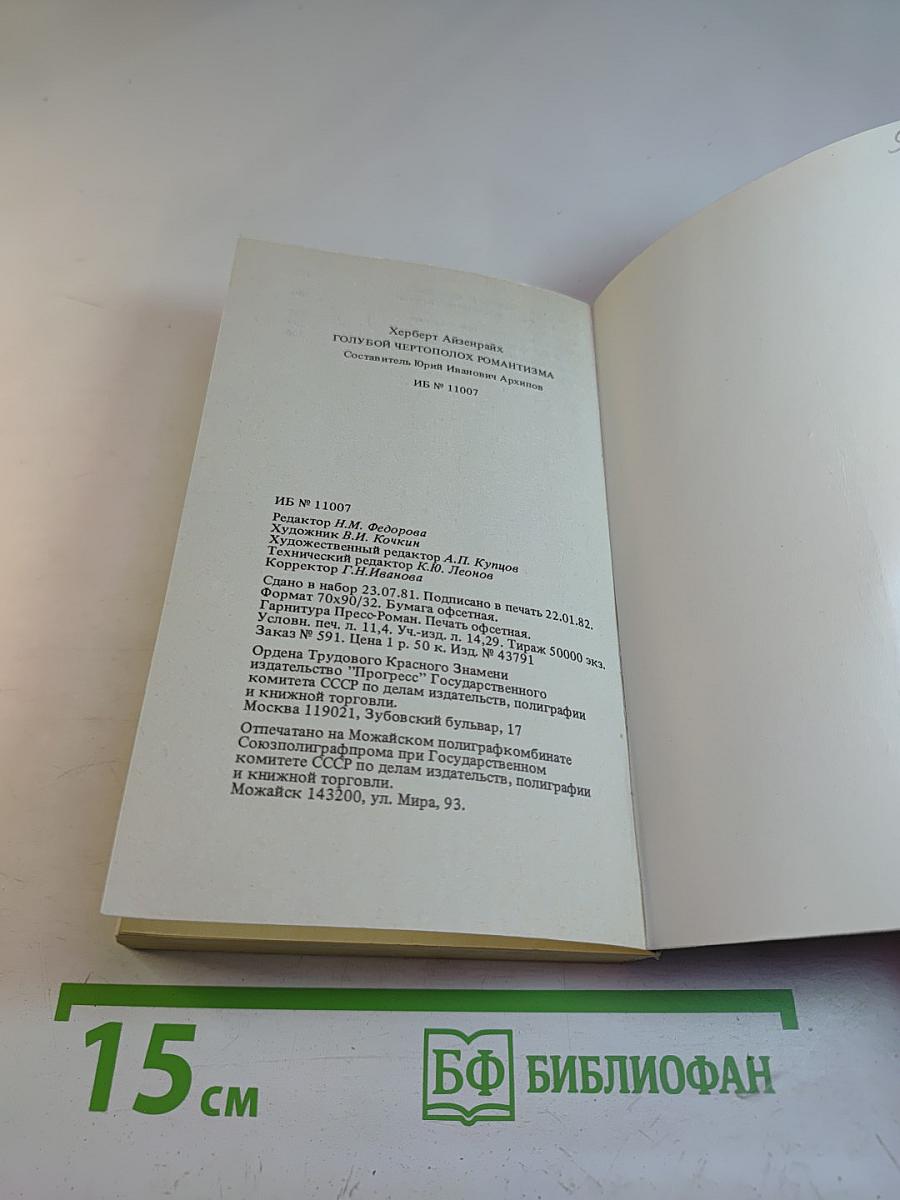 Херберт Айзенрайх
ГОЛУБОЙ ЧЕРТОПОЛОХ РОМАНТИЗМА
Составитель Юрий Иванович Архипов
ИБ № 11007
ИБ № 11007
Редактор Н.М. Федорова
Художник В.И. Кочкин
Художественный редактор А.П. Купцов
Технический редактор К.Ю. Леонов
Корректор Г.Н.Иванова
Сдано в набор 23.07.81. Подписано в печать 22.01.82.
Формат 70х90/32. Бумага офсетная.
Гарнитура Пресс-Роман. Печать офсетная.
Условн. печ. л. 11,4. Уч.-изд. л. 14,29. Тираж 50000 экз.
Заказ № 591. Цена 1 р. 50 к. Изд. № 43791
Ордена Трудового Красного Знамени
издательство "Прогресс" Государственного
комитета СССР по делам издательств, полиграфии
и книжной торговли.
Москва 119021, Зубовский бульвар, 17
Отпечатано на Можайском полиграфкомбинате
Союзполиграфпрома при Государственном
комитете СССР по делам издательств, полиграфии
и книжной торговли.
Можайск 143200, ул. Мира, 93.
15 см
БФ БИБЛИОФАН